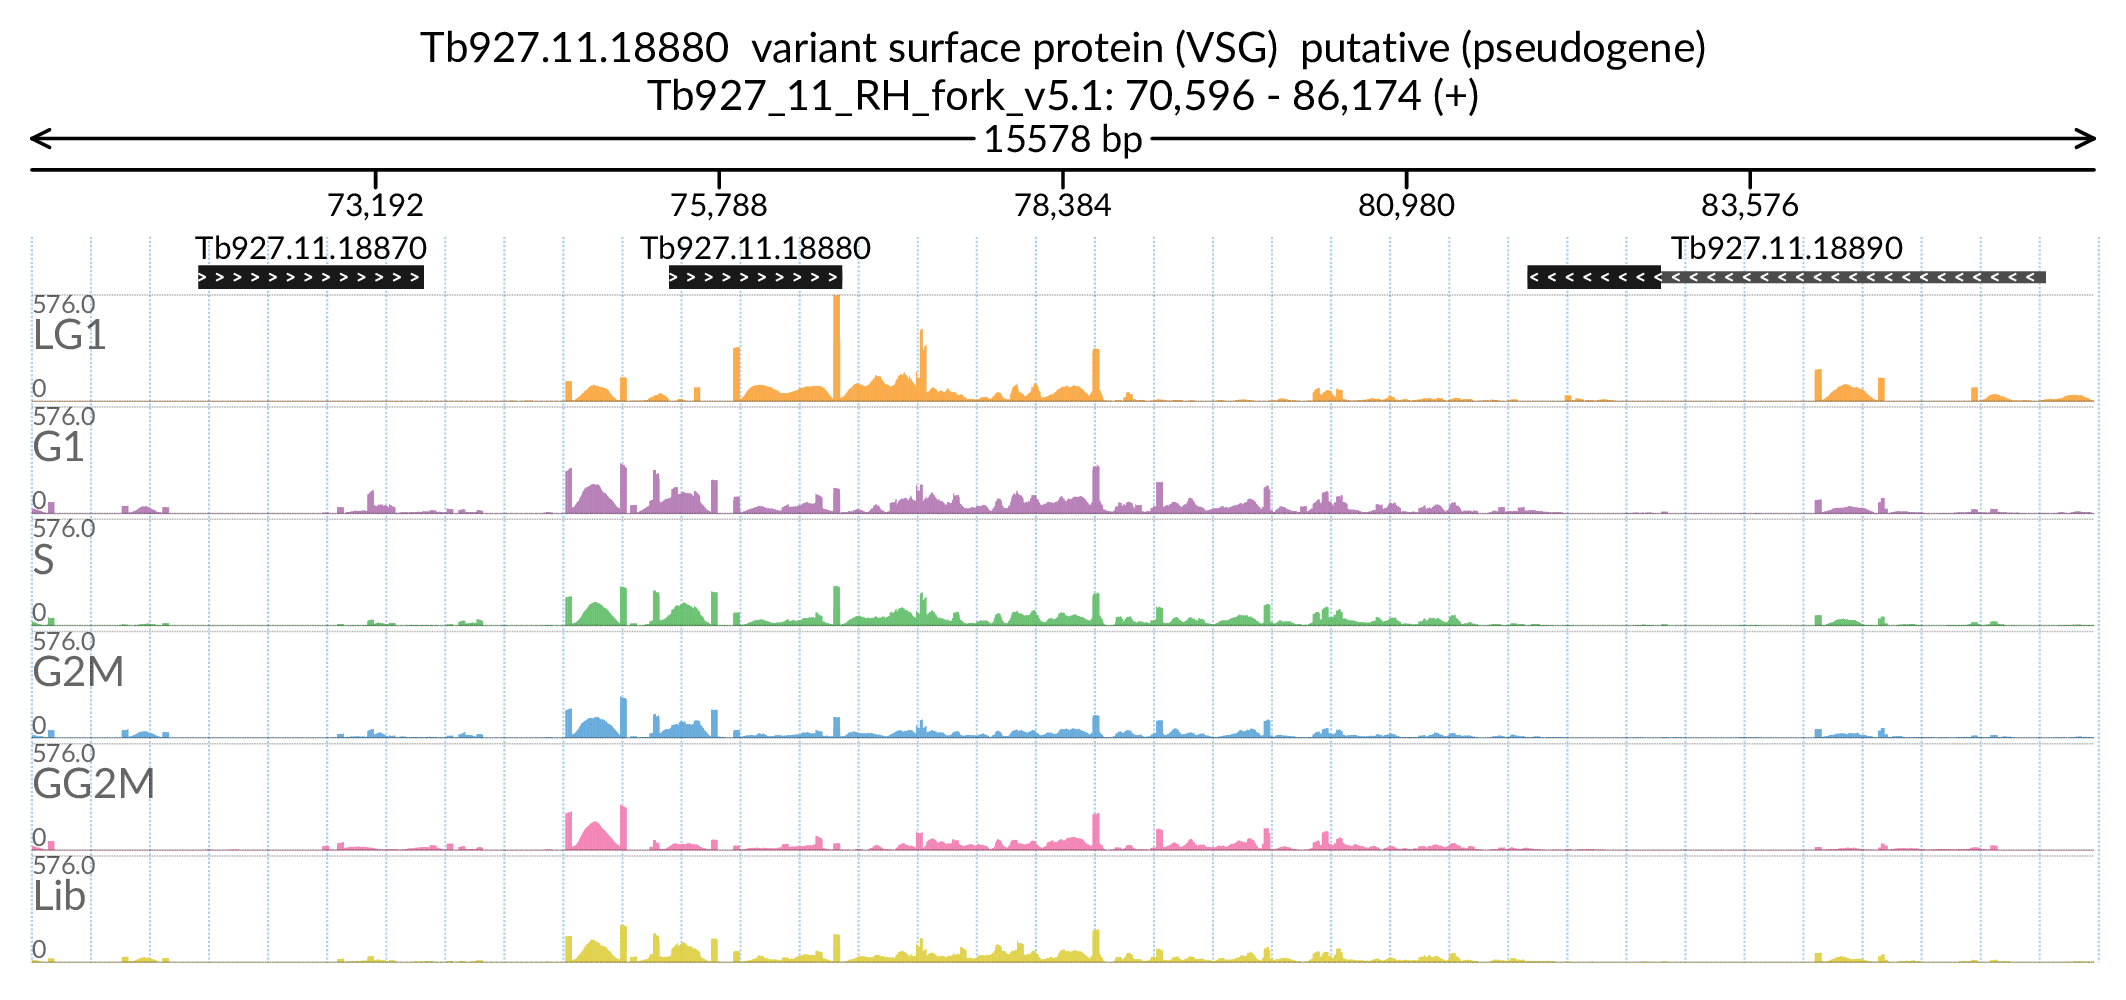 Tb927.11.18880  variant surface protein (VSG)  putative (pseudogene)
Tb927_11_RH_fork_v5.1: 70,596 - 86,174 (+)
15578 bp
73,192 75,788 78,384 80,980 83,576
Tb927.11.18870 Tb927.11.18880 Tb927.11.18890
576.0
LG1
0
576.0
G1
0
576.0
S
0
576.0
G2M
0
576.0
GG2M
0
576.0
Lib
0